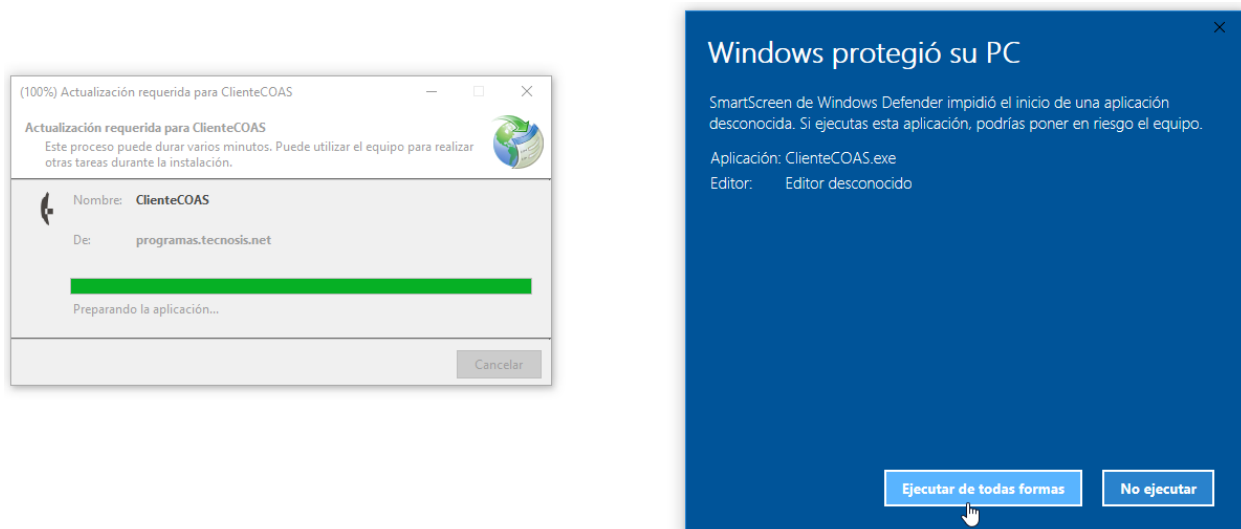 (100%) Actualización requerida para ClienteCOAS
Actualización requerida para ClienteCOAS
Este proceso puede durar varios minutos. Puede utilizar el equipo para realizar
otras tareas durante la instalación.
Nombre: ClienteCOAS
De: programas.tecnosis.net
Preparando la aplicación...
Cancelar
Windows protegió su PC
SmartScreen de Windows Defender impidió el inicio de una aplicación
desconocida. Si ejecutas esta aplicación, podrías poner en riesgo el equipo.
Aplicación: ClienteCOAS.exe
Editor: Editor desconocido
Ejecutar de todas formas
No ejecutar